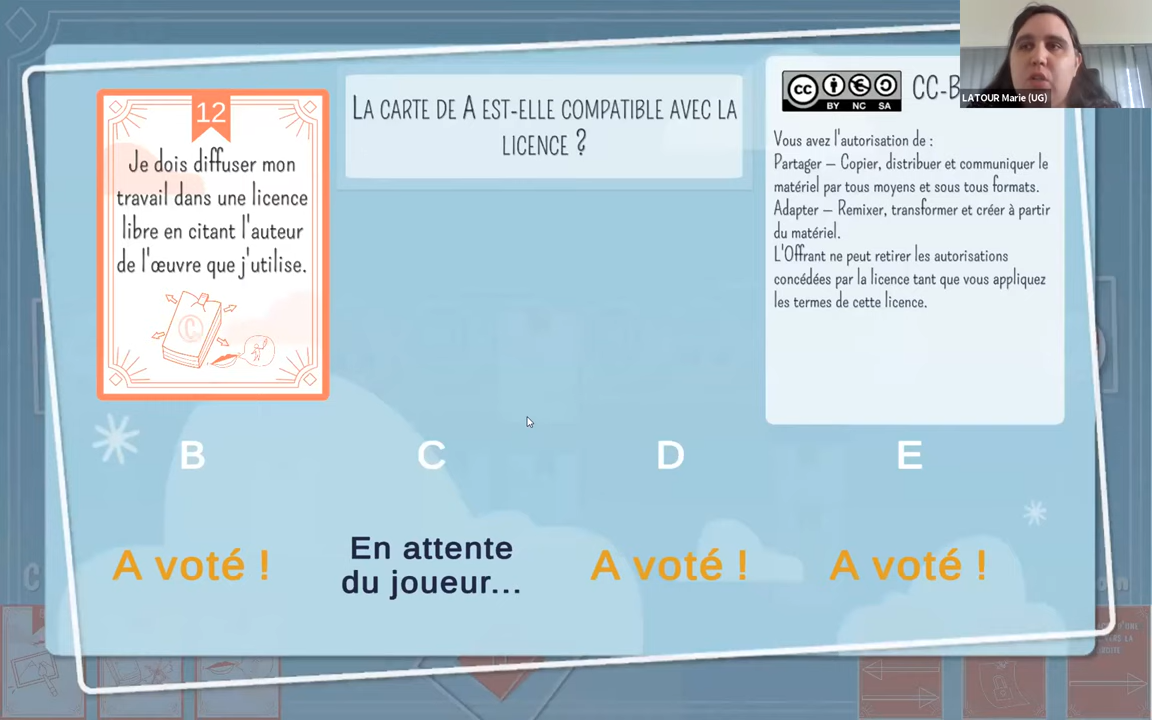 12
Je dois diffuser mon
travail dans une licence
libre en citant l'auteur
de l'œuvre que j'utilise.
La carte de A est-elle compatible avec la
licence ?
cc
BY NC SA
CC-B
LATOUR Marie (UG)
Vous avez l'autorisation de :
Partager – Copier, distribuer et communiquer le
matériel par tous moyens et sous tous formats.
Adapter – Remixer, transformer et créer à partir
du matériel.
L'Offrant ne peut retirer les autorisations
concédées par la licence tant que vous appliquez
les termes de cette licence.
B
C
D
E
A voté !
En attente
du joueur...
A voté !
A voté !